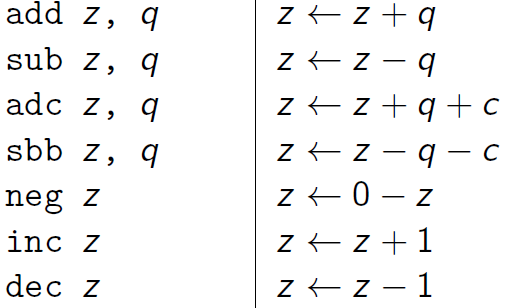 add z, q z ← z + q
sub z, q z ← z − q
adc z, q z ← z + q + c
sbb z, q z ← z − q − c
neg z z ← 0 − z
inc z z ← z + 1
dec z z ← z − 1